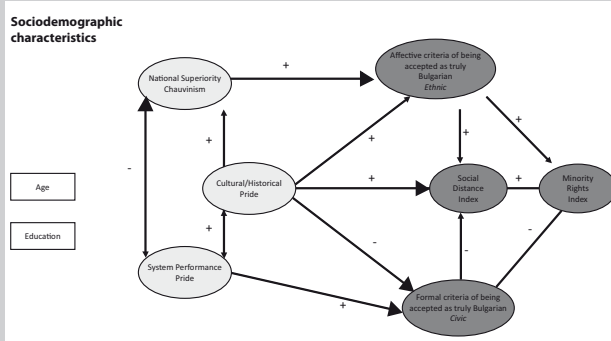 Sociodemographic
characteristics
National Superiority
Chauvinism
+
Affective criteria of being
accepted as truly
Bulgarian
Ethnic
-
+
+
+
+
Age
Cultural/Historical
Pride
+
Social
Distance
Index
+
Minority
Rights
Index
Education
+
-
-
-
System Performance
Pride
+
Formal criteria of being
accepted as truly Bulgarian
Civic